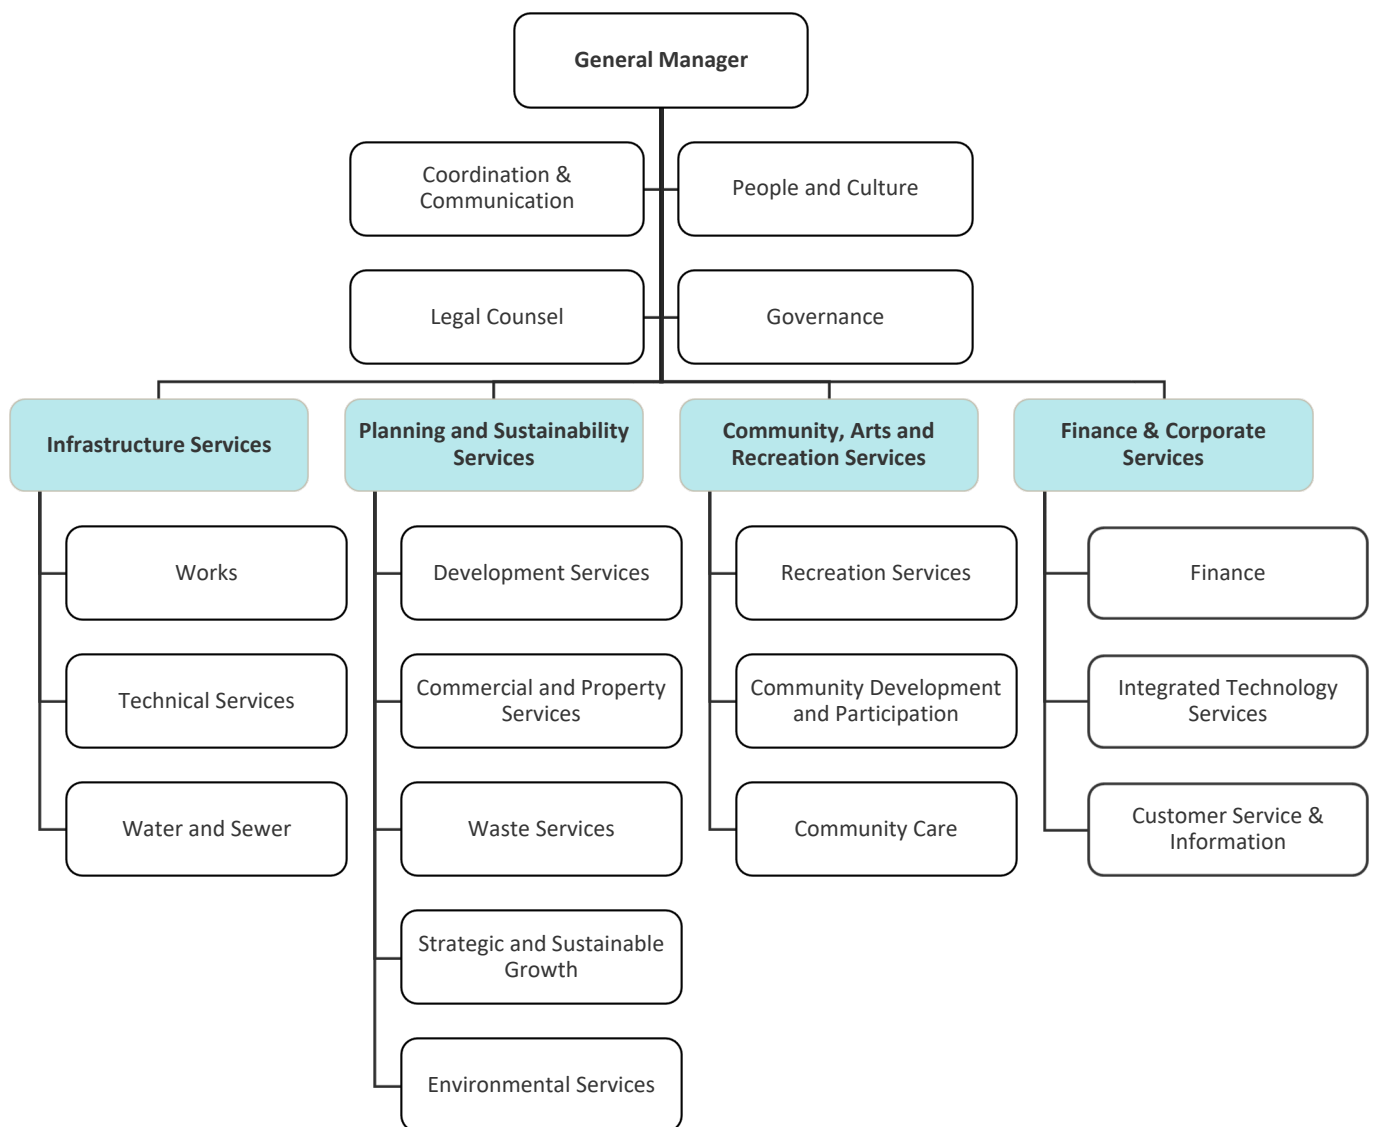 General Manager
Coordination &
Communication
People and Culture
Legal Counsel
Governance
Infrastructure Services
Planning and Sustainability
Services
Community, Arts and
Recreation Services
Finance & Corporate
Services
Works
Technical Services
Water and Sewer
Development Services
Commercial and Property
Services
Waste Services
Strategic and Sustainable
Growth
Environmental Services
Recreation Services
Community Development
and Participation
Community Care
Finance
Integrated Technology
Services
Customer Service &
Information